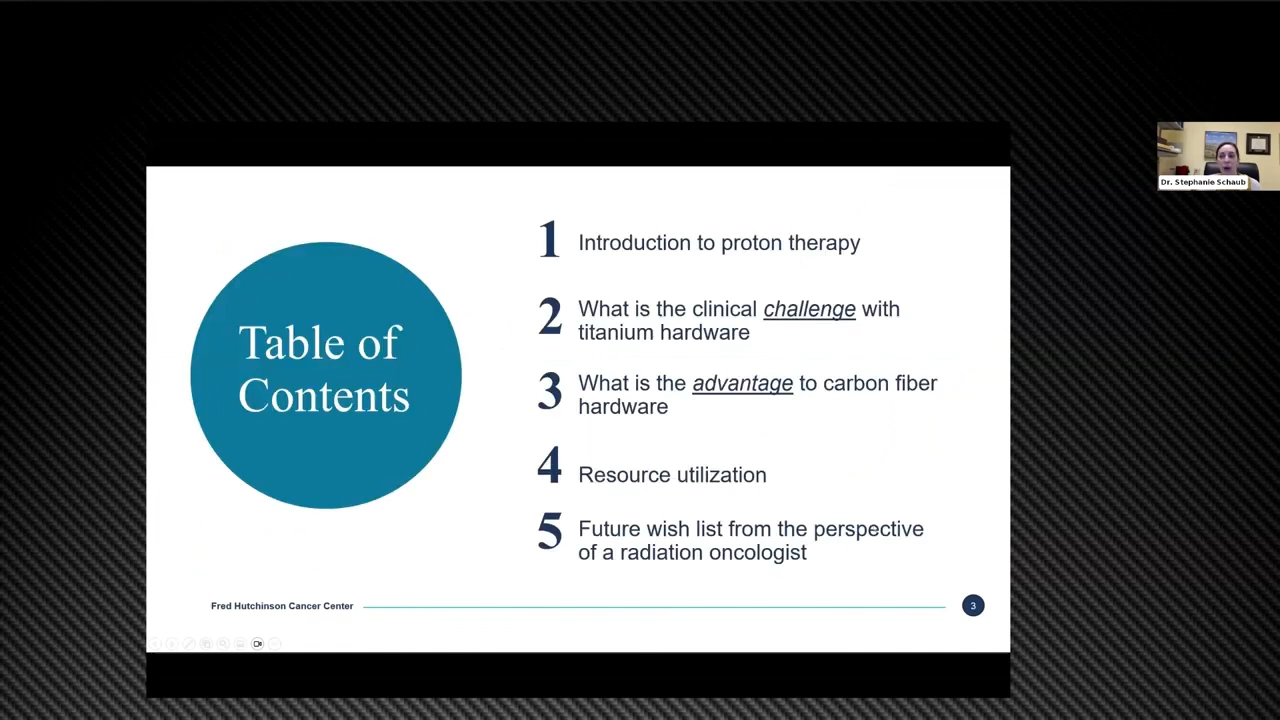 Table of
Contents
1 Introduction to proton therapy
2 What is the clinical challenge with
titanium hardware
3 What is the advantage to carbon fiber
hardware
4 Resource utilization
5 Future wish list from the perspective
of a radiation oncologist
Fred Hutchinson Cancer Center
3
Dr. Stephanie Schaub